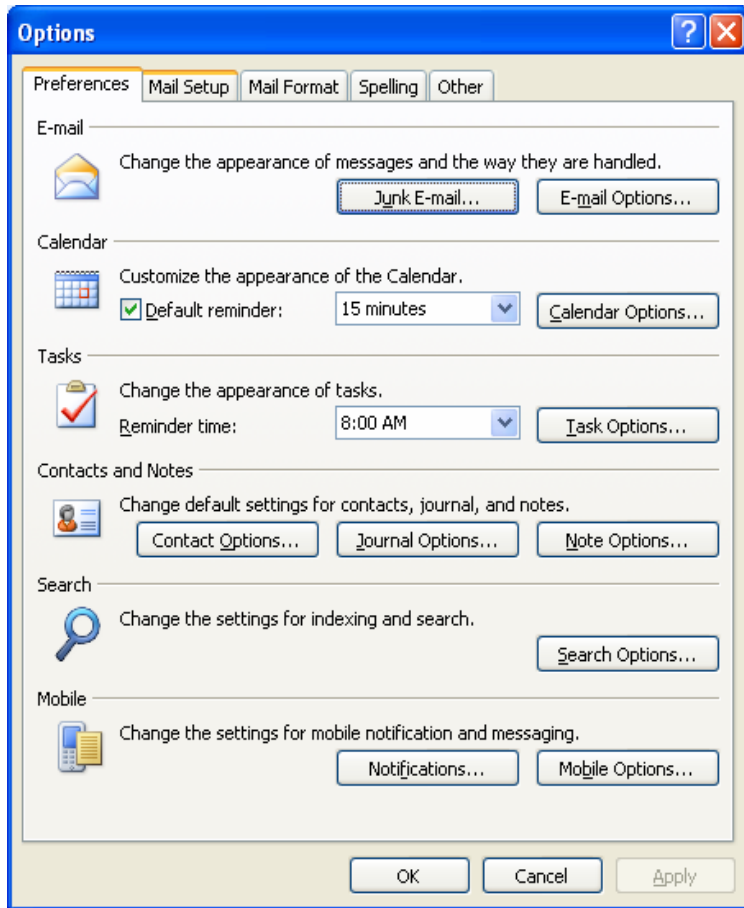 Options
Preferences Mail Setup Mail Format Spelling Other
E-mail
Change the appearance of messages and the way they are handled.
Junk E-mail... E-mail Options...
Calendar
Customize the appearance of the Calendar.
Default reminder: 15 minutes Calendar Options...
Tasks
Change the appearance of tasks.
Reminder time: 8:00 AM Task Options...
Contacts and Notes
Change default settings for contacts, journal, and notes.
Contact Options... Journal Options... Note Options...
Search
Change the settings for indexing and search.
Search Options...
Mobile
Change the settings for mobile notification and messaging.
Notifications... Mobile Options...
OK Cancel Apply